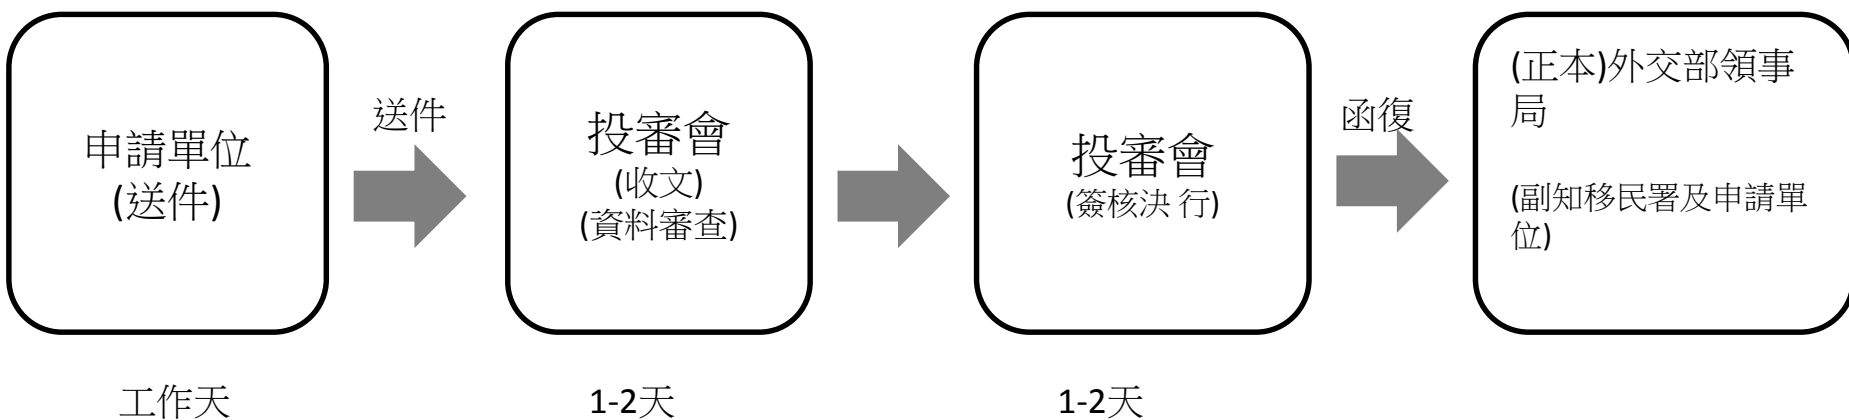 申請單位
(送件)
送件
投審會
(收文)
(資料審查)
投審會
(簽核決 行)
函復
(正本)外交部領事
局
(副知移民署及申請單
位)
工作天
1-2天
1-2天